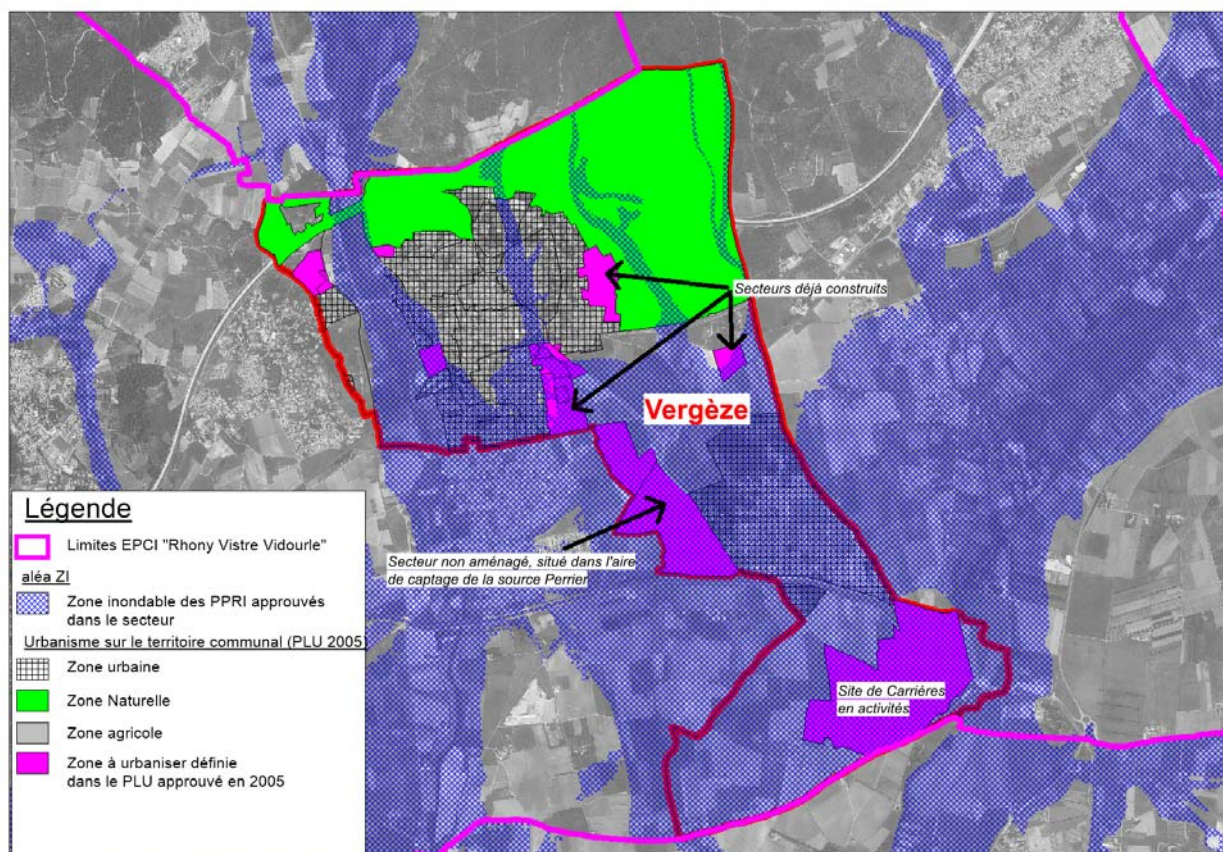 Secteurs déjà construits
Vergèze
Légende
Limites EPCI "Rhony Vistre Vidourle"
aléa ZI
Zone inondable des PPRI approuvés
dans le secteur
Urbanisme sur le territoire communal (PLU 2005)
Zone urbaine
Zone Naturelle
Zone agricole
Zone à urbaniser définie
dans le PLU approuvé en 2005
Secteur non aménagé, situé dans l'aire
de captage de la source Perrier
Site de Carrières
en activités